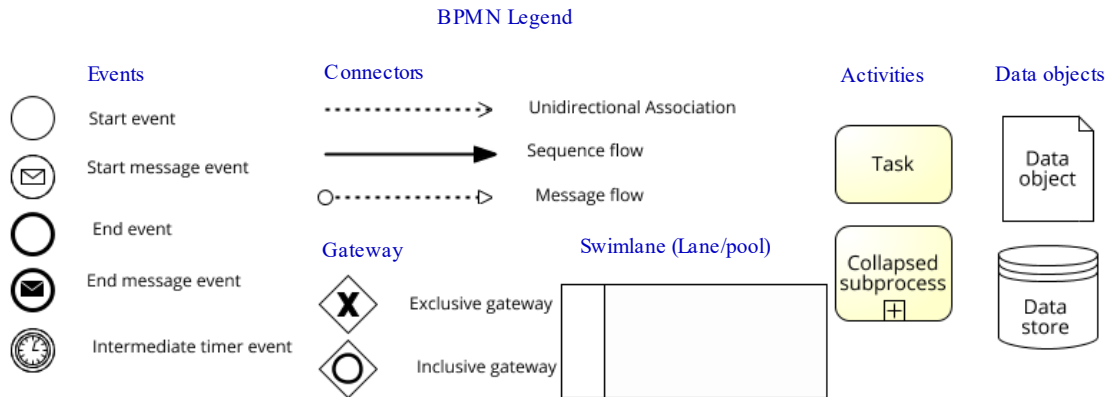 BPMN Legend
Events
Start event
Start message event
End event
End message event
Intermediate timer event
Connectors
Unidirectional Association
Sequence flow
Message flow
Gateway
X
Exclusive gateway
Inclusive gateway
Swimlane (Lane/pool)
Activities
Task
Collapsed
subprocess
Data objects
Data
object
Data
store